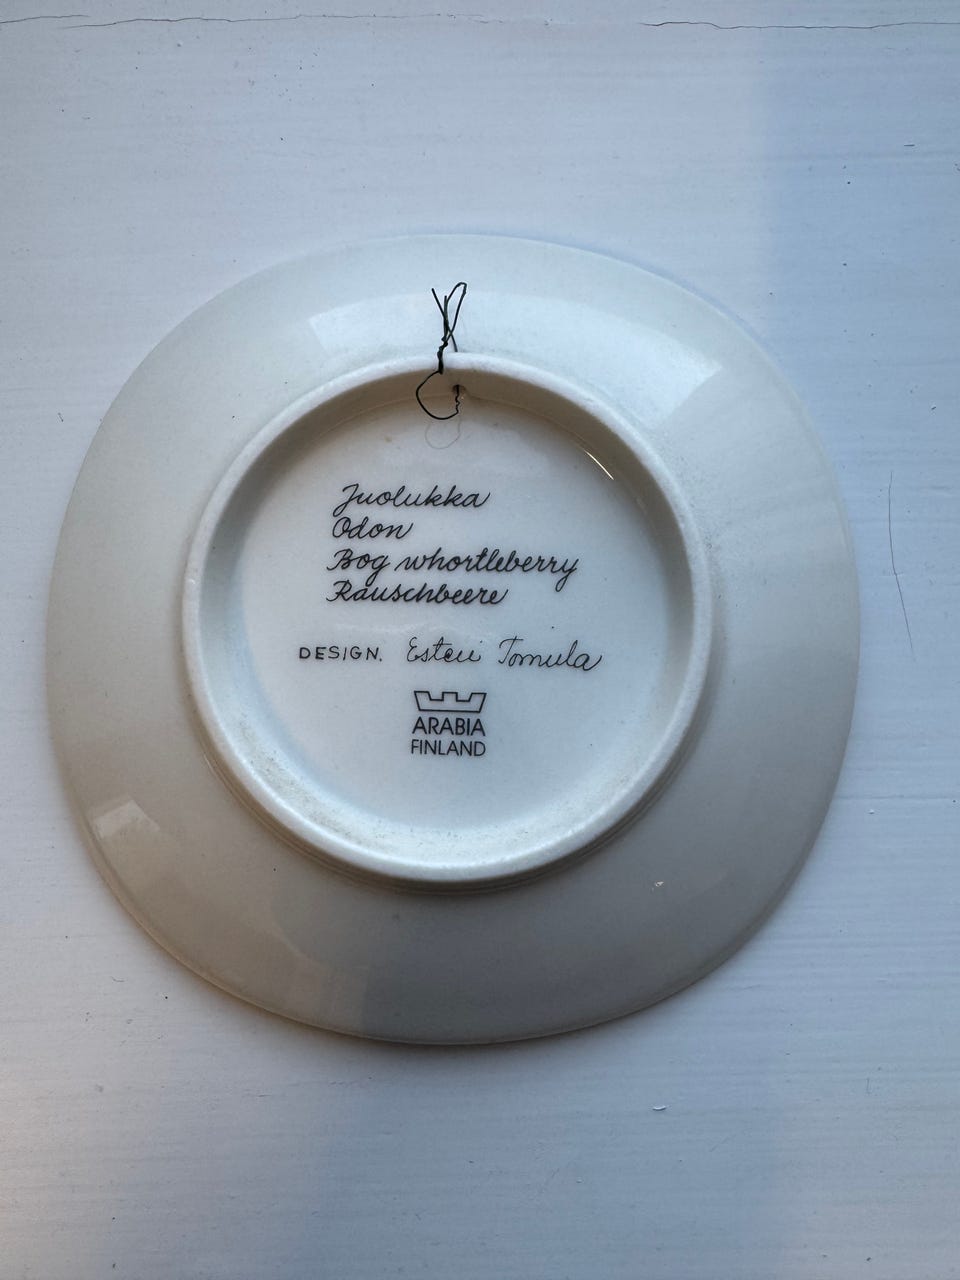 Juolukka
Odon
Bog whortleberry
Rauschbeere
DESIGN. Esteri Tomula
ARABIA
FINLAND